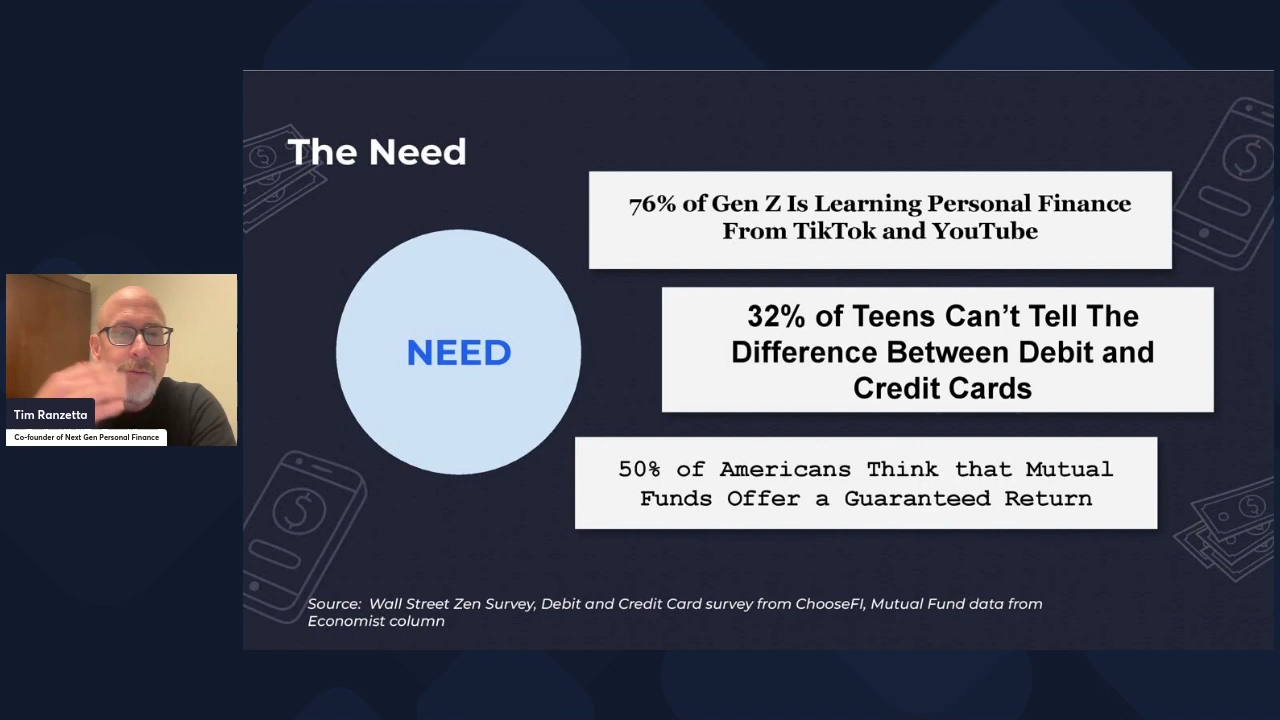 The Need
76% of Gen Z Is Learning Personal Finance
From TikTok and YouTube
NEED
32% of Teens Can’t Tell The
Difference Between Debit and
Credit Cards
50% of Americans Think that Mutual
Funds Offer a Guaranteed Return
Source: Wall Street Zen Survey, Debit and Credit Card survey from ChooseFI, Mutual Fund data from
Economist column
Tim Ranzetta
Co-founder of Next Gen Personal Finance